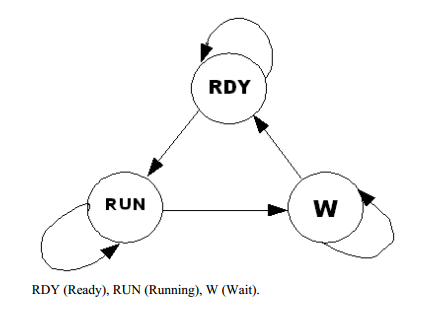 RDY
RUN
W
RDY (Ready), RUN (Running), W (Wait).